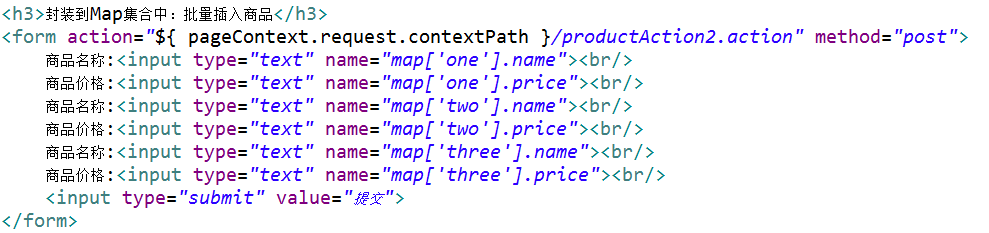 <h3>封装到Map集合中：批量插入商品</h3>
<form action="${ pageContext.request.contextPath }/productAction2.action" method="post">
商品名称:<input type="text" name="map['one'].name"><br/>
商品价格:<input type="text" name="map['one'].price"><br/>
商品名称:<input type="text" name="map['two'].name"><br/>
商品价格:<input type="text" name="map['two'].price"><br/>
商品名称:<input type="text" name="map['three'].name"><br/>
商品价格:<input type="text" name="map['three'].price"><br/>
<input type="submit" value="提交">
</form>